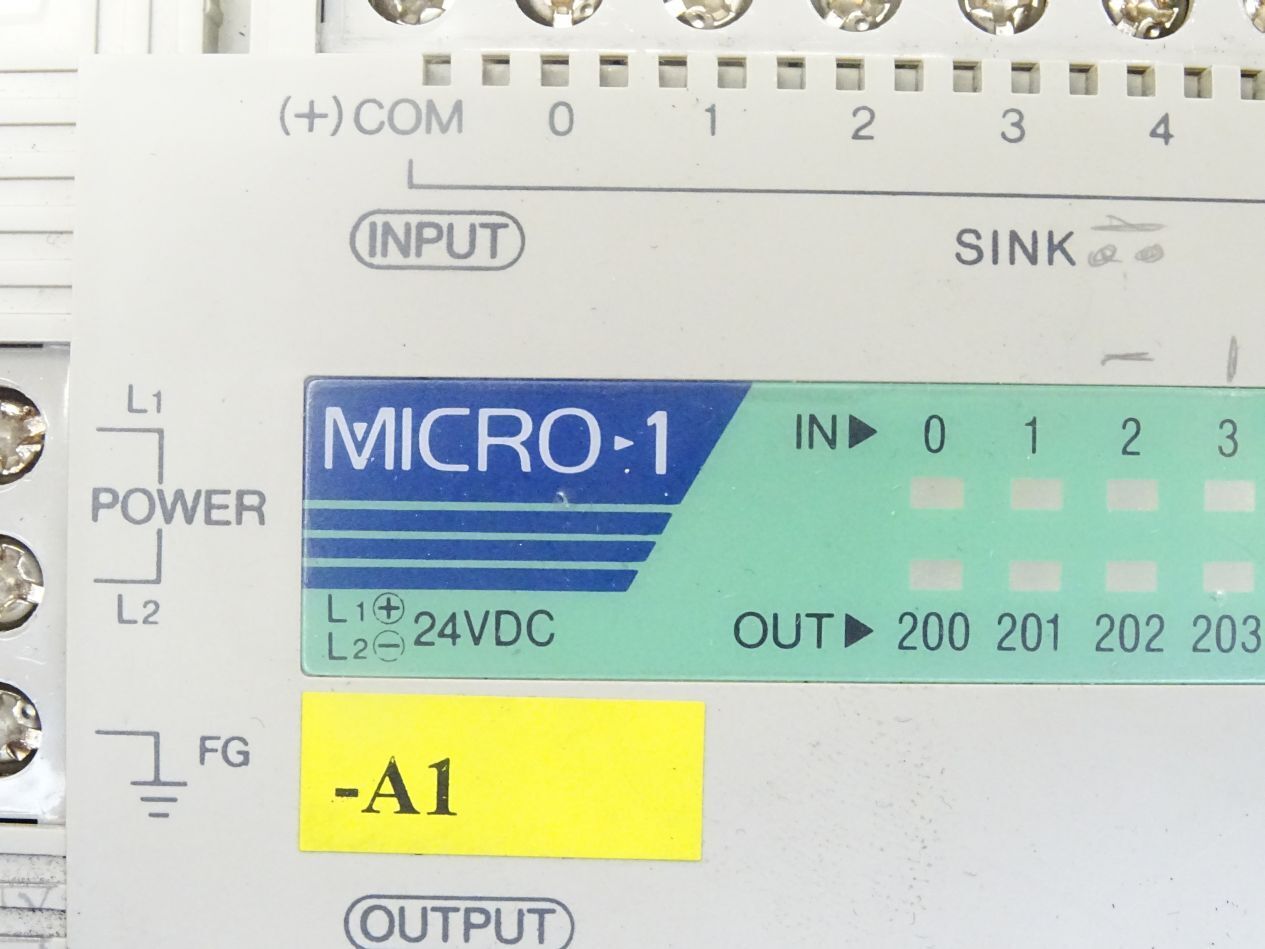 (+) COM 0 1 2 3 4
INPUT
SINK
L1
POWER
L2
MICRO 1
IN▶ 0 1 2 3
L1⊕
L2⊖ 24VDC
OUT▶ 200 201 202 203
FG
-A1
OUTPUT